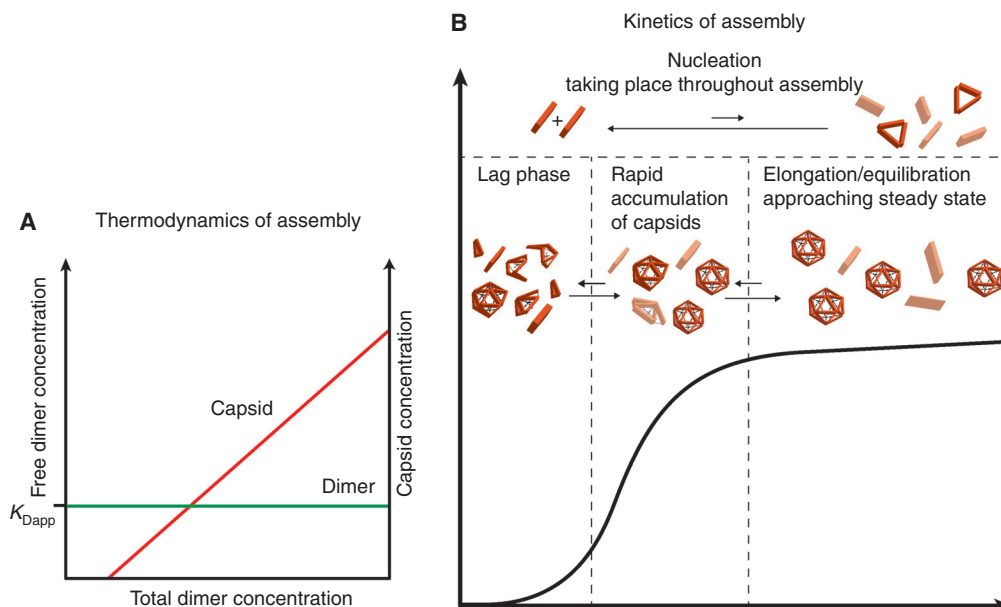 A
Thermodynamics of assembly
Free dimer concentration
Capsid concentration
Capsid
Dimer
K_Dapp
Total dimer concentration
B
Kinetics of assembly
Nucleation
taking place throughout assembly
+
Lag phase
Rapid
accumulation
of capsids
Elongation/equilibration
approaching steady state